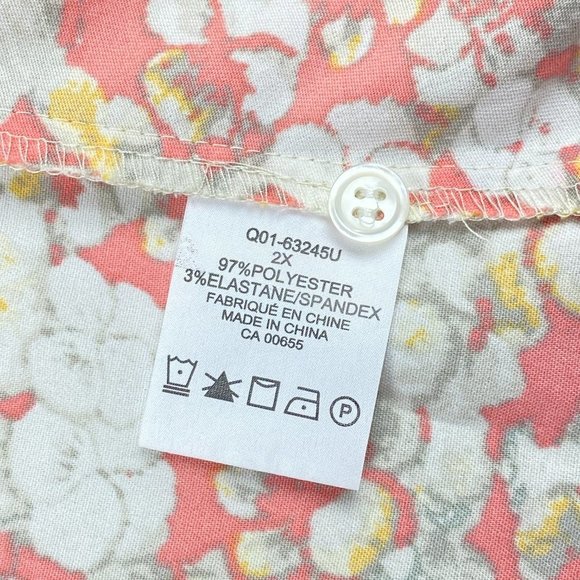 Q01-63245U
2X
97%POLYESTER
3%ELASTANE/SPANDEX
FABRIQUÉ EN CHINE
MADE IN CHINA
CA 00655
P